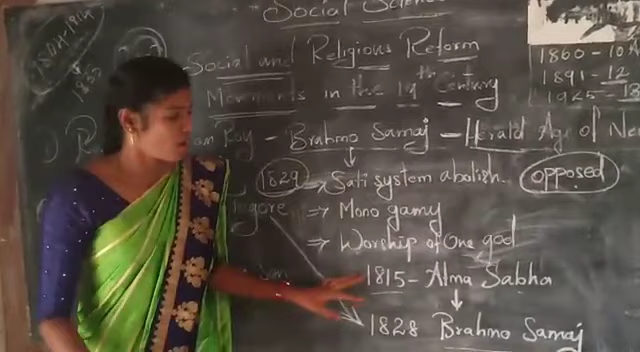 Social Science
Social and Religious Reform
Movements in the 19th Century
1860 - 10
1891 - 12
1925 - 13
Roy - Brahmo Samaj - Herald Age of
1829 → Sati system abolish. opposed
Tagore ⇒ Mono gamy
⇒ Worship of One god
1815 - Atma Sabha
1828 Brahmo Samaj